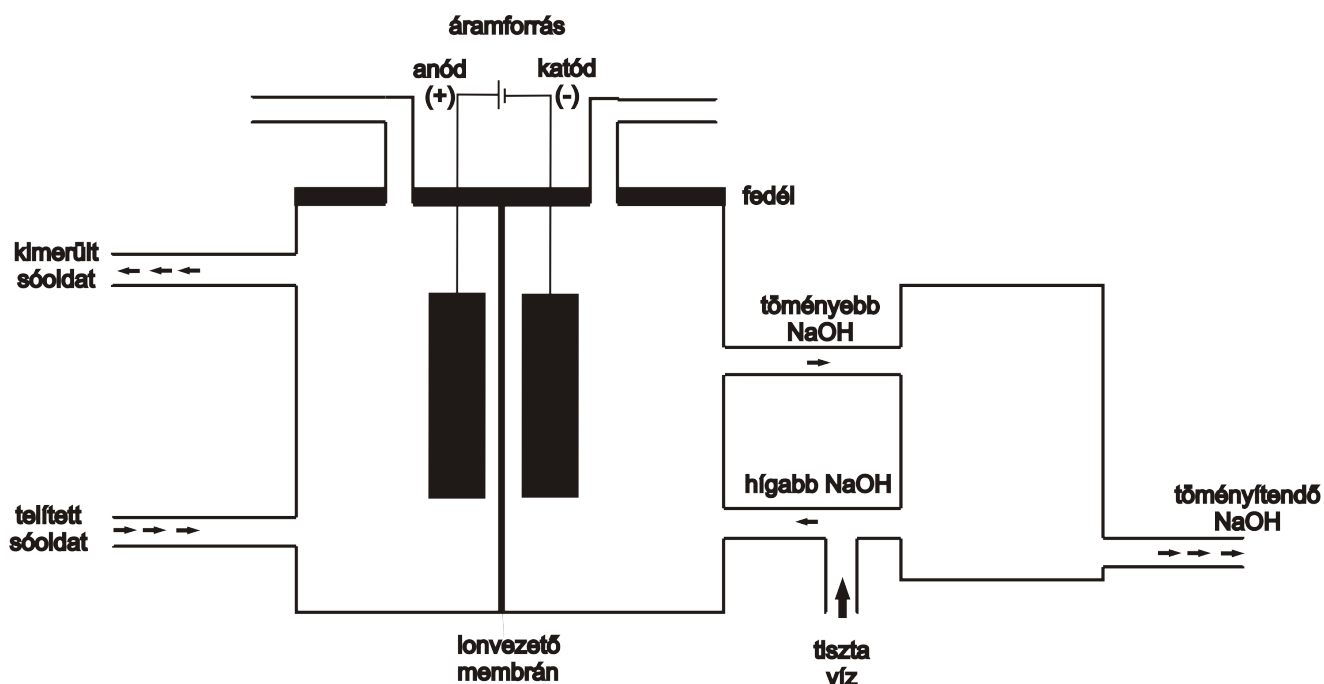 áramforrás
anód
(+)
katód
(-)
fedél
kimerült
sóoldat
töményebb
NaOH
hígabb NaOH
telített
sóoldat
töményítendő
NaOH
ionvezető
membrán
tiszta
víz